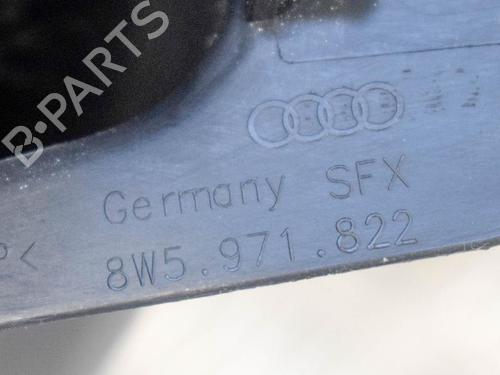 B-PARTS
Germany SFX
P<
8W5.971.822